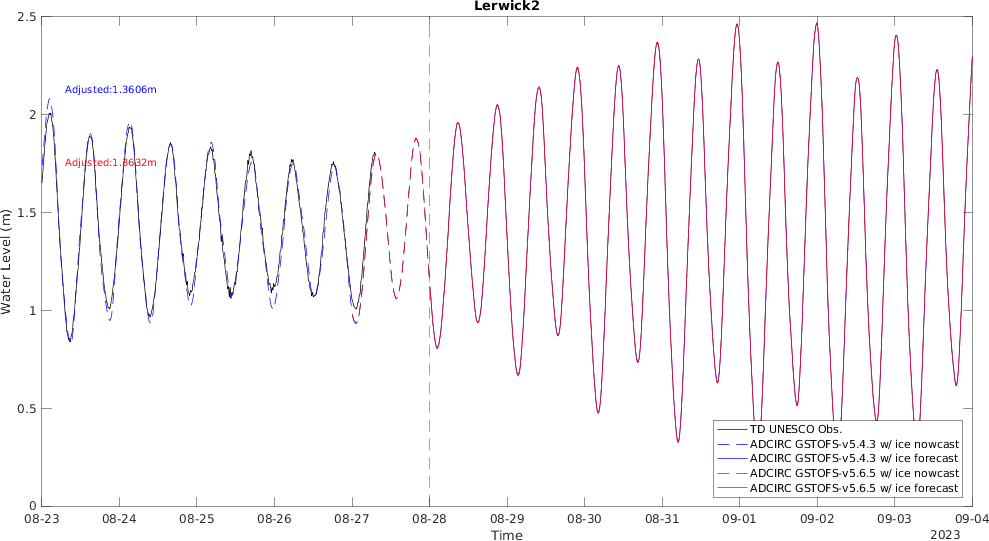 Lerwick2
2.5
2
1.5
1
0.5
0
Water Level (m)
Adjusted:1.3606m
Adjusted:1.3632m
TD UNESCO Obs.
ADCIRC GSTOFS-v5.4.3 w/ ice nowcast
ADCIRC GSTOFS-v5.4.3 w/ ice forecast
ADCIRC GSTOFS-v5.6.5 w/ ice nowcast
ADCIRC GSTOFS-v5.6.5 w/ ice forecast
08-23 08-24 08-25 08-26 08-27 08-28 08-29 08-30 08-31 09-01 09-02 09-03 09-04
Time
2023